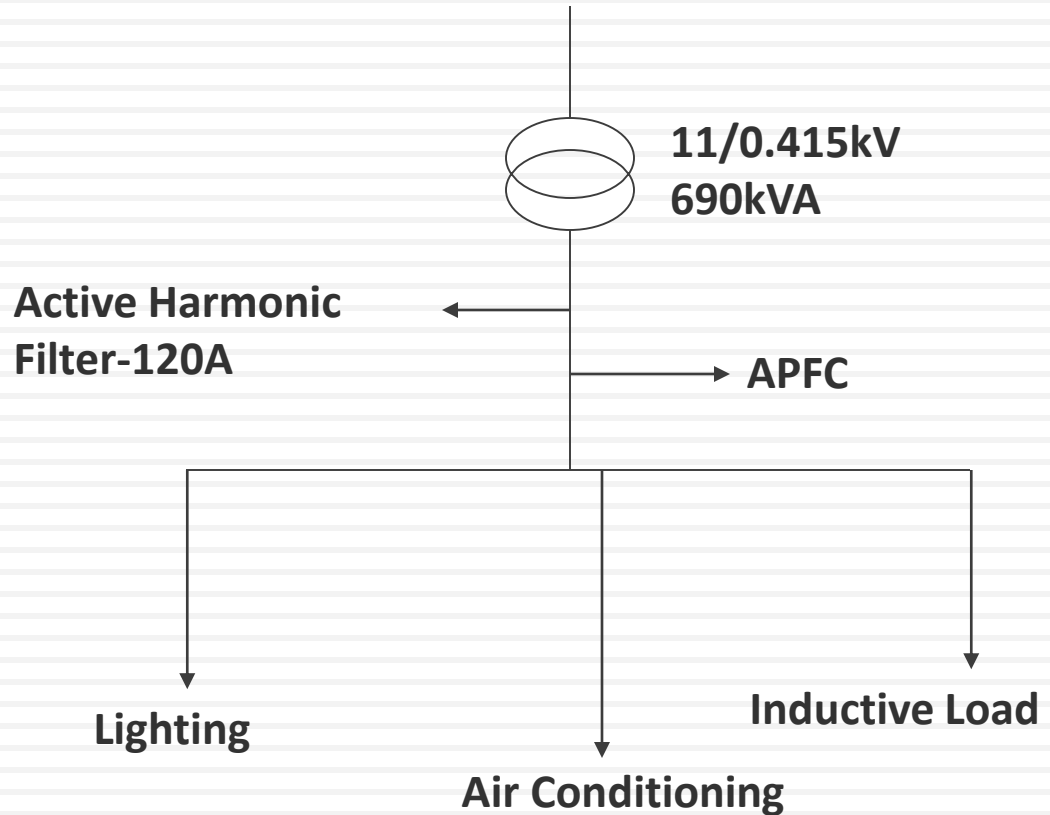 11/0.415kV
690kVA
Active Harmonic
Filter-120A
APFC
Lighting
Inductive Load
Air Conditioning